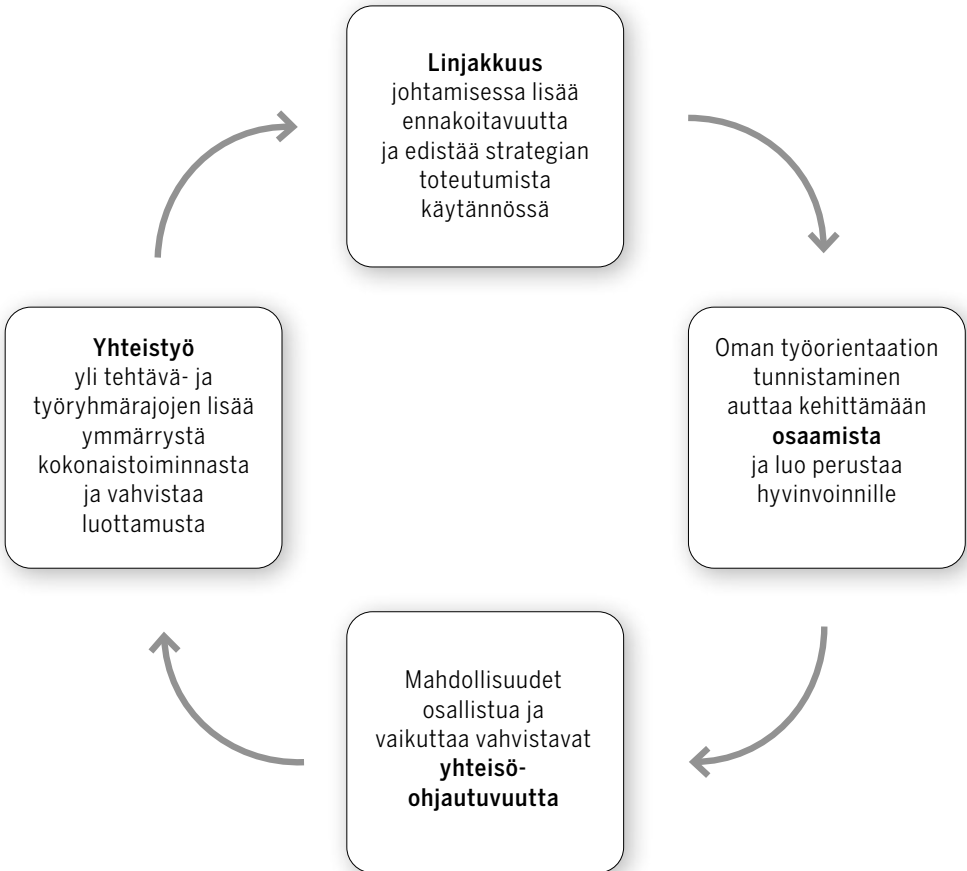 Linjakkuus
johtamisessa lisää
ennakoitavuutta
ja edistää strategian
toteutumista
käytännössä
Oman työorientaation
tunnistaminen
auttaa kehittämään
osaamista
ja luo perustaa
hyvinvoinnille
Mahdollisuudet
osallistua ja
vaikuttaa vahvistavat
yhteisö-
ohjautuvuutta
Yhteistyö
yli tehtävä- ja
työryhmärajojen lisää
ymmärrystä
kokonaistoiminnasta
ja vahvistaa
luottamusta